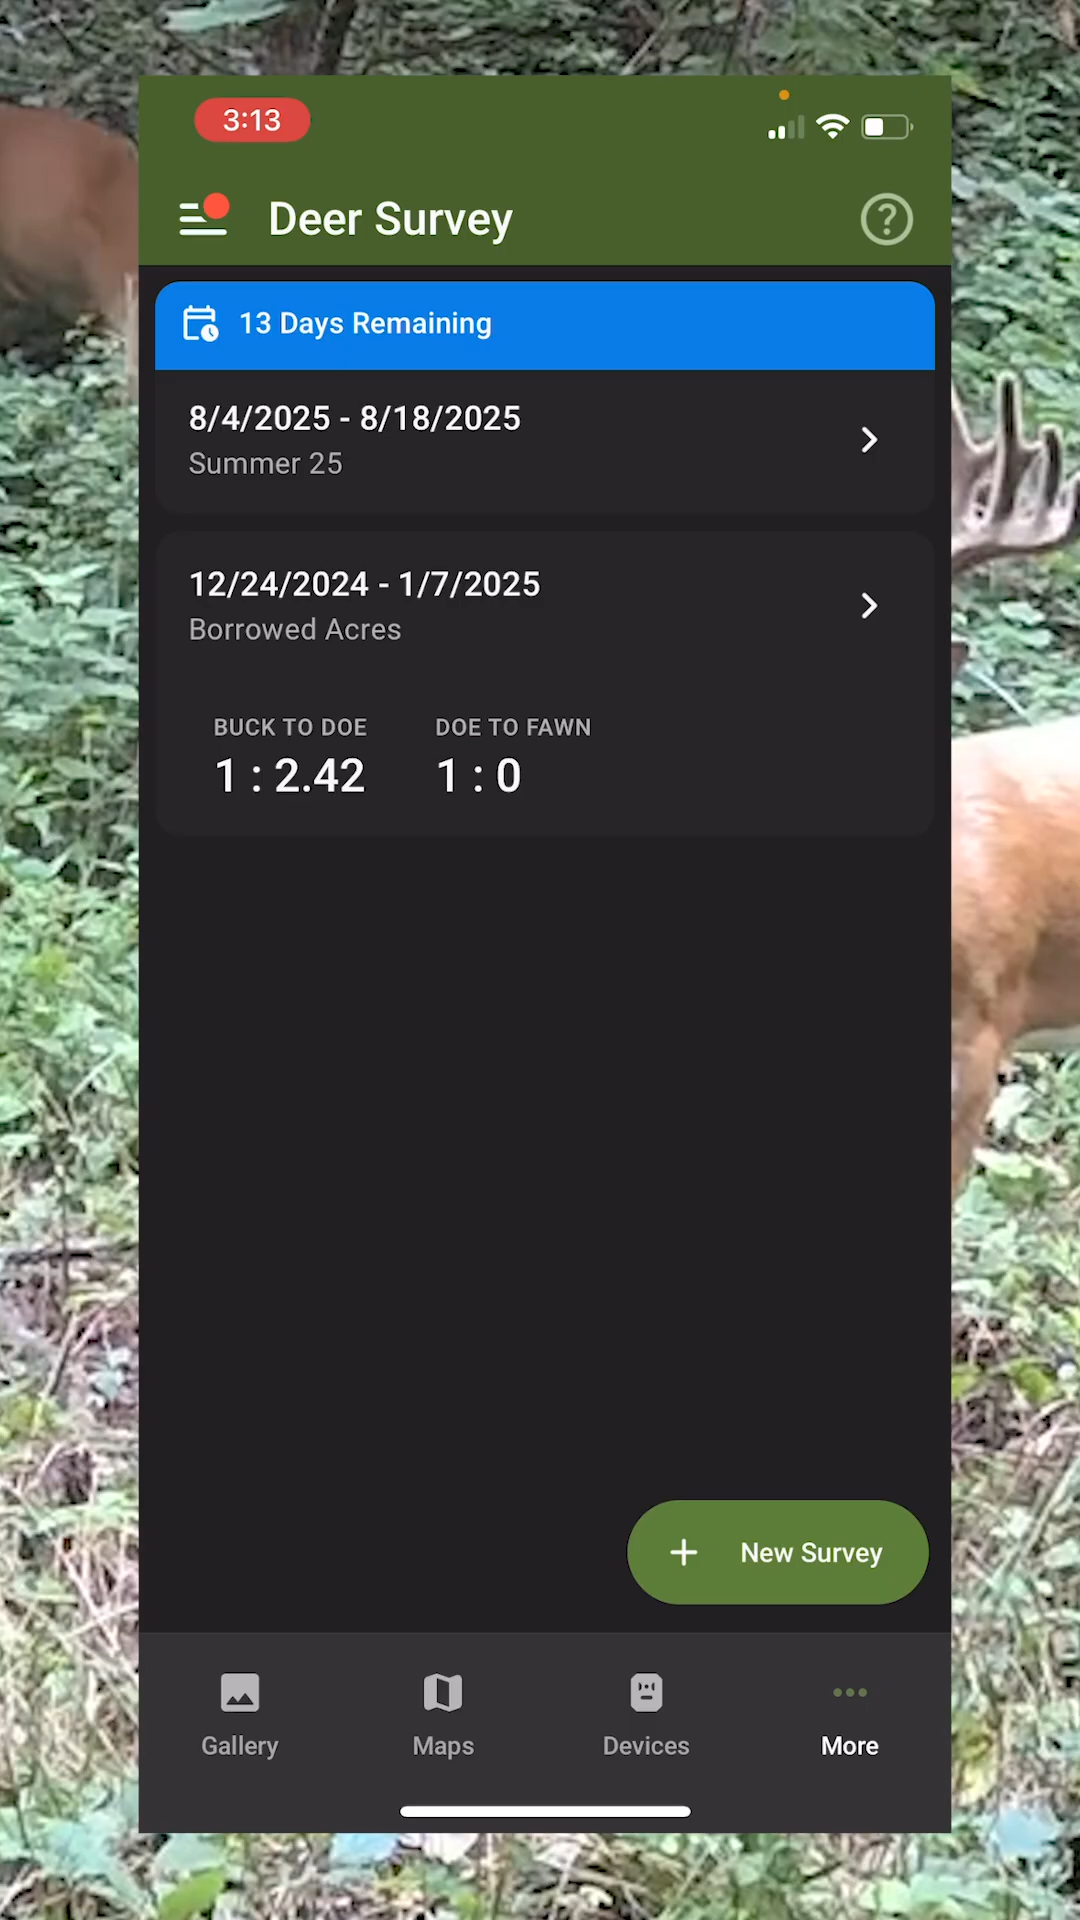 3:13
Deer Survey
13 Days Remaining
8/4/2025 - 8/18/2025
Summer 25
12/24/2024 - 1/7/2025
Borrowed Acres
BUCK TO DOE DOE TO FAWN
1 : 2.42 1 : 0
+ New Survey
Gallery Maps Devices More